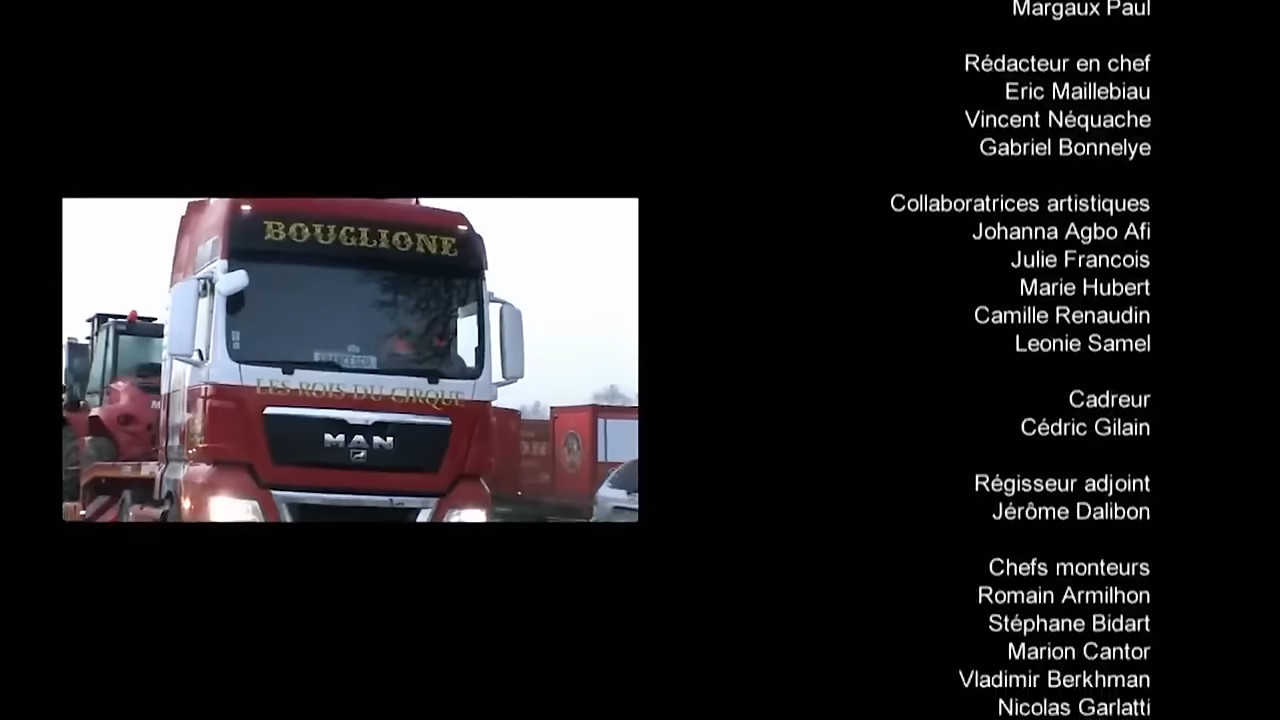 BOUGLIONE
FRANCESCO
LES ROIS DU CIRQUE
MAN
Margaux Paul
Rédacteur en chef
Eric Maillebiau
Vincent Néquache
Gabriel Bonnelye
Collaboratrices artistiques
Johanna Agbo Afi
Julie Francois
Marie Hubert
Camille Renaudin
Leonie Samel
Cadreur
Cédric Gilain
Régisseur adjoint
Jérôme Dalibon
Chefs monteurs
Romain Armilhon
Stéphane Bidart
Marion Cantor
Vladimir Berkhman
Nicolas Garlatti